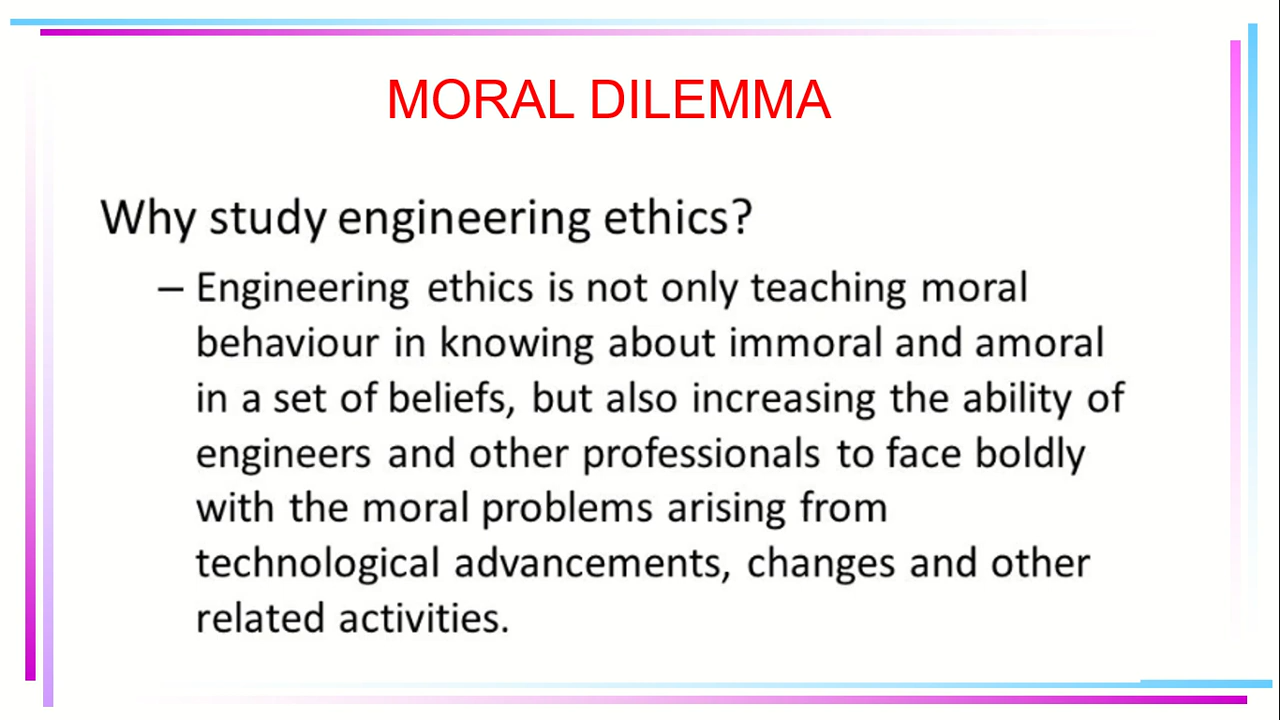 MORAL DILEMMA
Why study engineering ethics?
– Engineering ethics is not only teaching moral
behaviour in knowing about immoral and amoral
in a set of beliefs, but also increasing the ability of
engineers and other professionals to face boldly
with the moral problems arising from
technological advancements, changes and other
related activities.